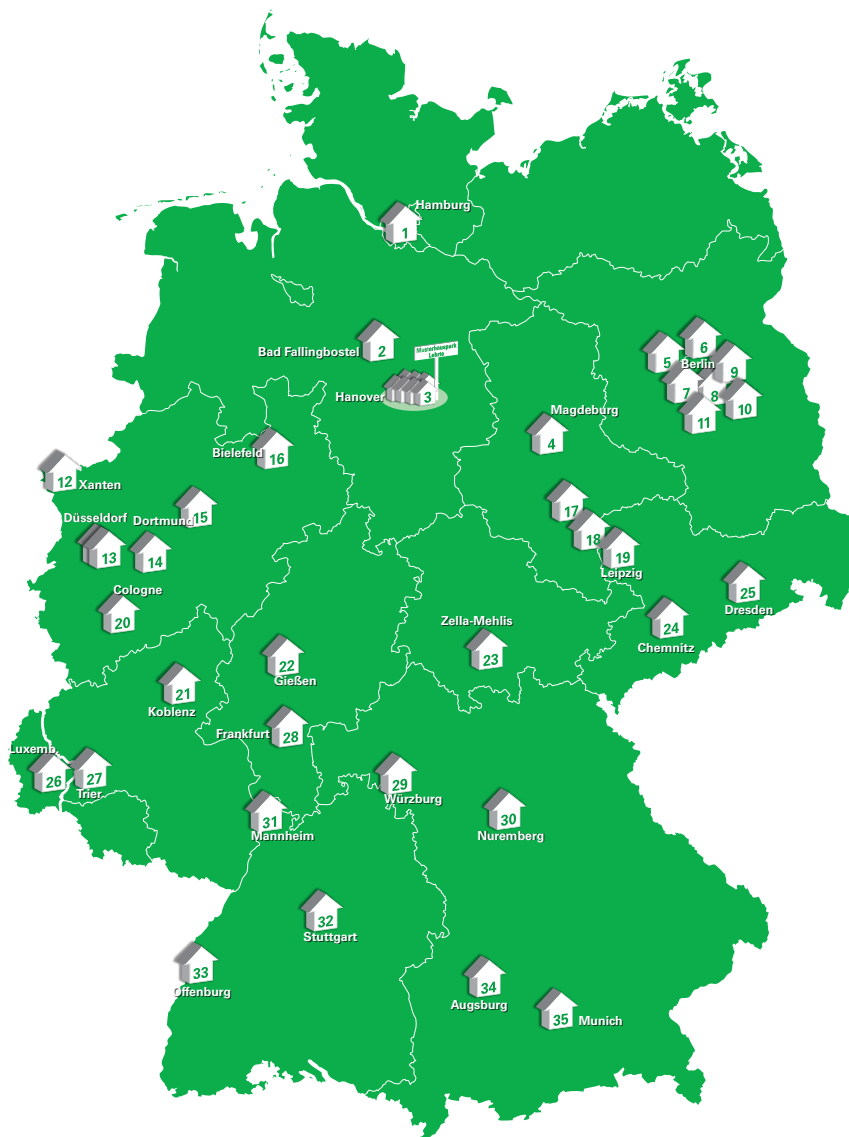 Hamburg
1
Bad Fallingbostel
2
Musterhauspark
Lehrte
Hanover
3
Magdeburg
4
5
6
Berlin
9
7
8
10
11
Bielefeld
16
12
Xanten
Düsseldorf
Dortmund
15
13
14
17
18
19
Leipzig
Cologne
20
25
Dresden
24
Chemnitz
Zella-Mehlis
23
22
Gießen
21
Koblenz
Frankfurt
28
Luxemb.
26
27
Trier
29
Würzburg
31
Mannheim
30
Nuremberg
32
Stuttgart
33
Offenburg
34
Augsburg
35
Munich